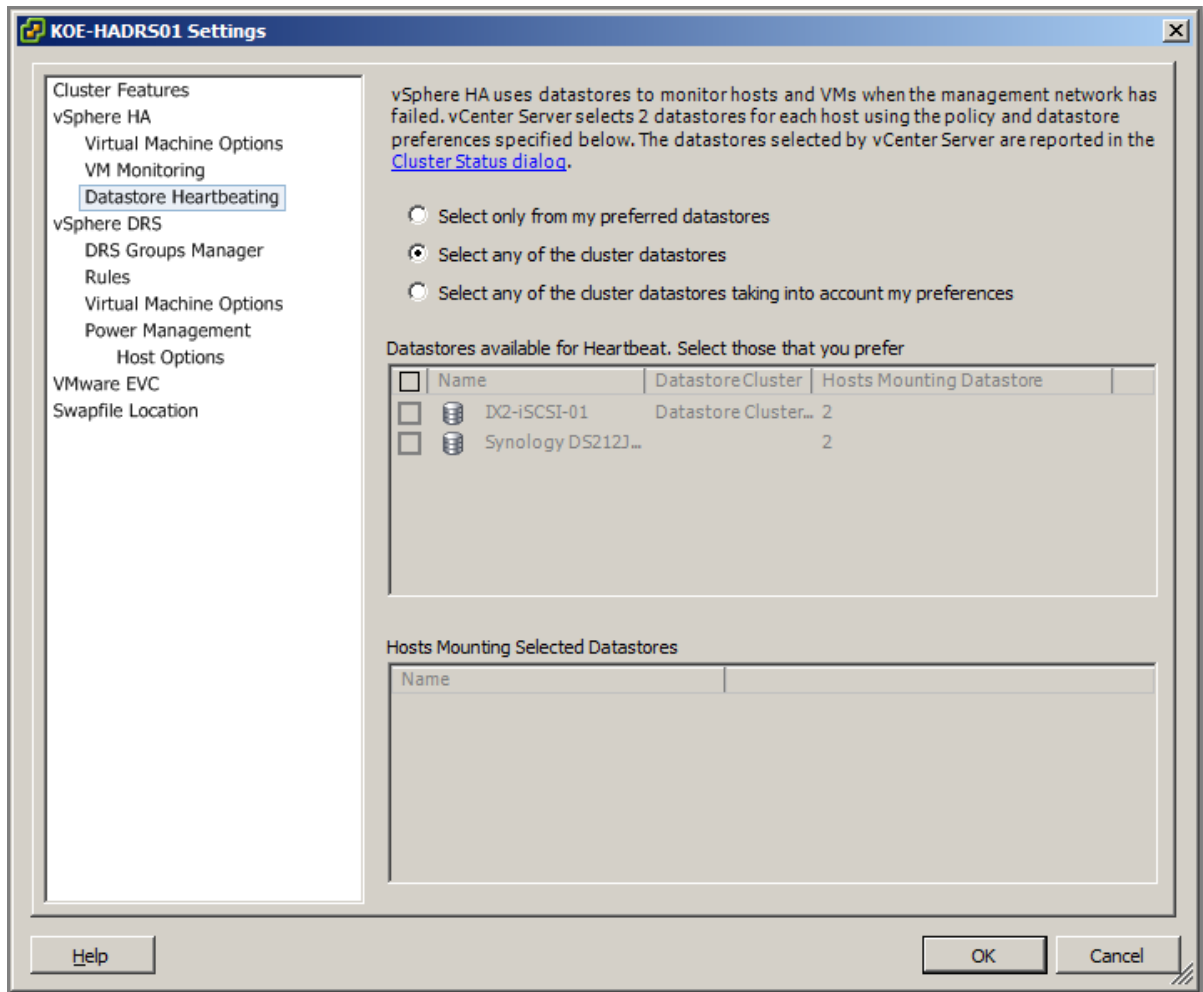 KOE-HADRS01 Settings
Cluster Features
vSphere HA
Virtual Machine Options
VM Monitoring
Datastore Heartbeating
vSphere DRS
DRS Groups Manager
Rules
Virtual Machine Options
Power Management
Host Options
VMware EVC
Swapfile Location
vSphere HA uses datastores to monitor hosts and VMs when the management network has
failed. vCenter Server selects 2 datastores for each host using the policy and datastore
preferences specified below. The datastores selected by vCenter Server are reported in the
Cluster Status dialog.
Select only from my preferred datastores
Select any of the cluster datastores
Select any of the cluster datastores taking into account my preferences
Datastores available for Heartbeat. Select those that you prefer
Name Datastore Cluster Hosts Mounting Datastore
IX2-iSCSI-01 Datastore Cluster... 2
Synology DS212J... 2
Hosts Mounting Selected Datastores
Name
Help OK Cancel